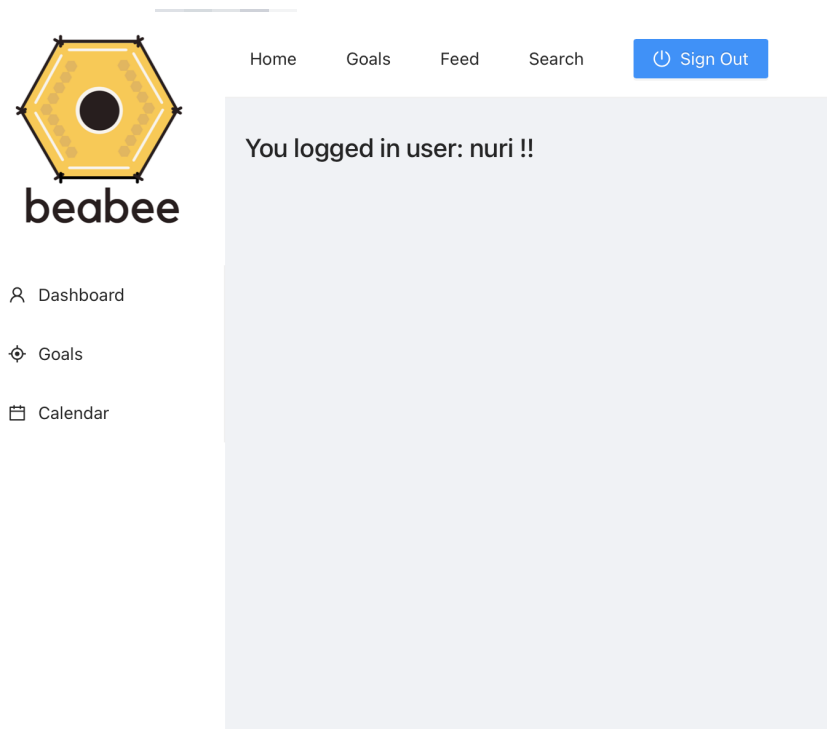 Home Goals Feed Search Sign Out
beabee
You logged in user: nuri !!
Dashboard
Goals
Calendar